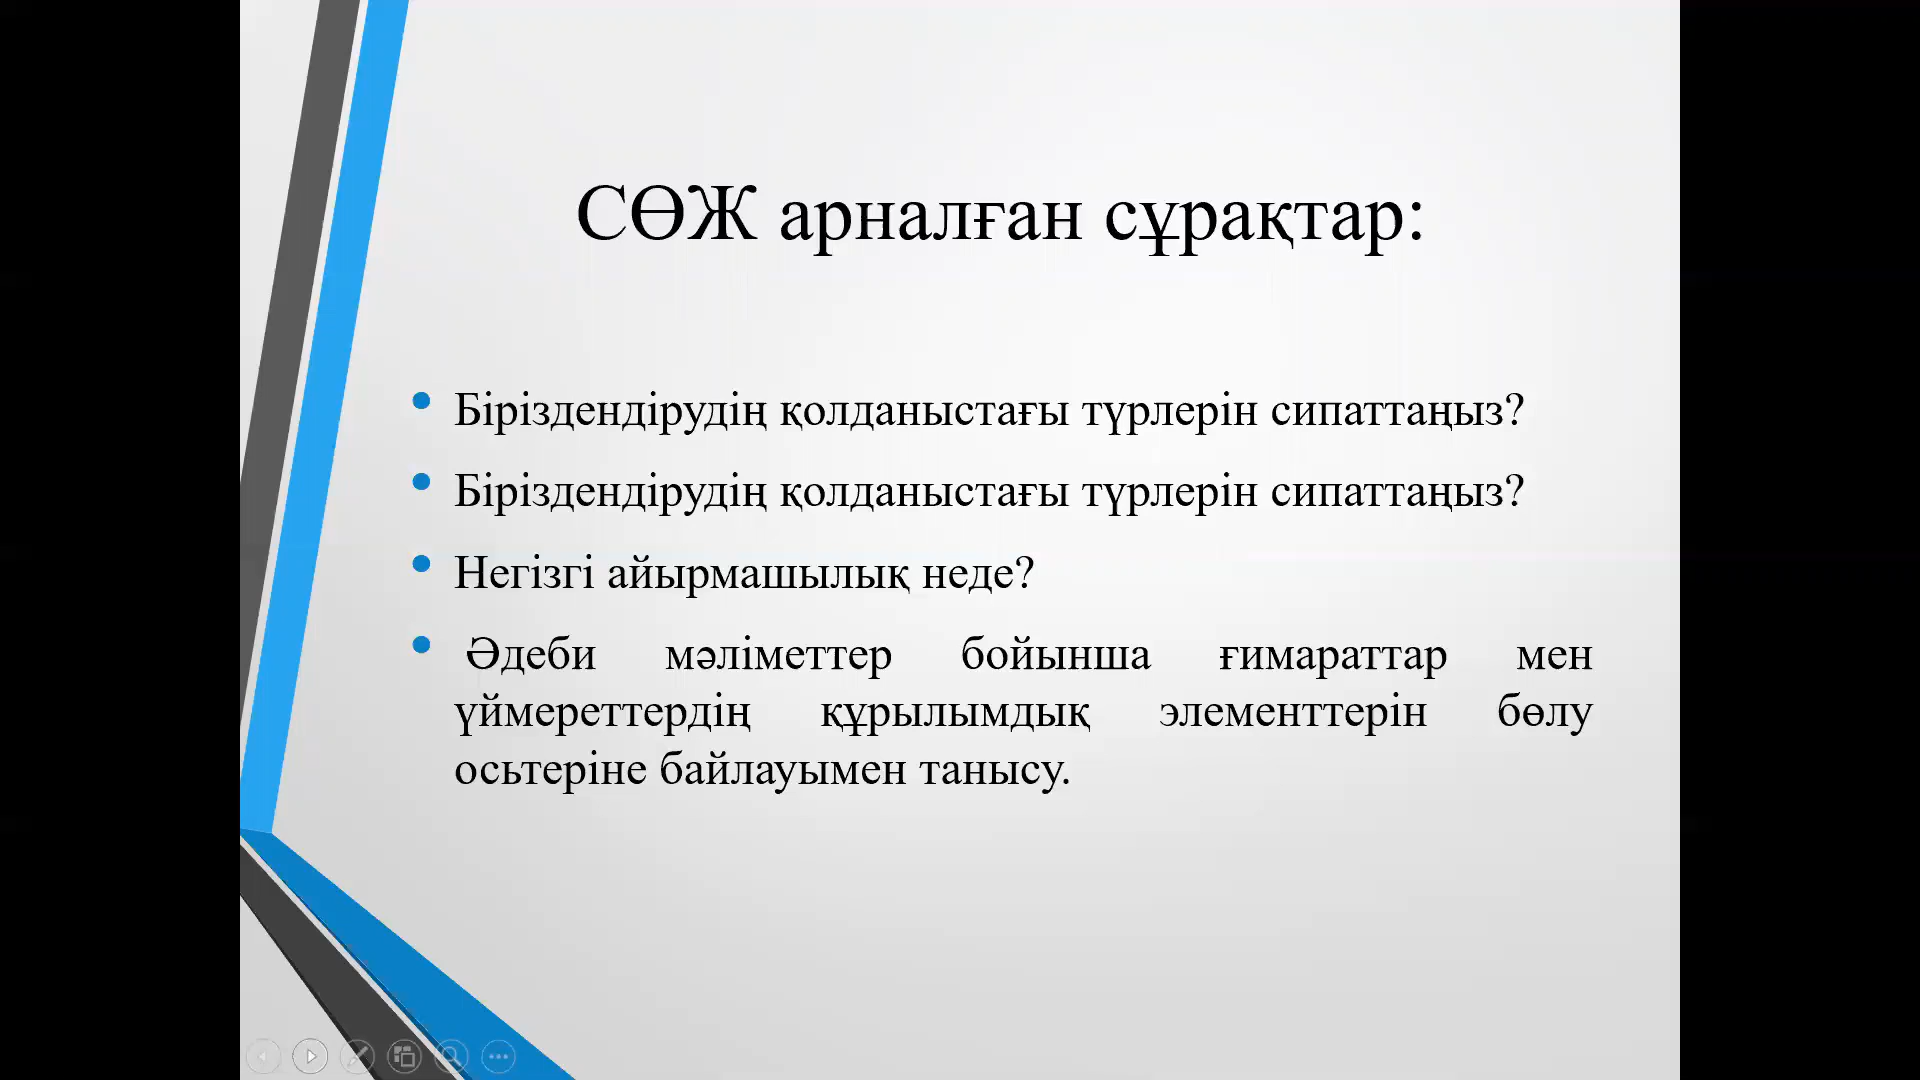 СӨЖ арналған сұрақтар:
• Біріздендірудің қолданыстағы түрлерін сипаттаңыз?
• Біріздендірудің қолданыстағы түрлерін сипаттаңыз?
• Негізгі айырмашылық неде?
• Әдеби мәліметтер бойынша ғимараттар мен
үймереттердің құрылымдық элементтерін бөлу
осьтеріне байлауымен танысу.